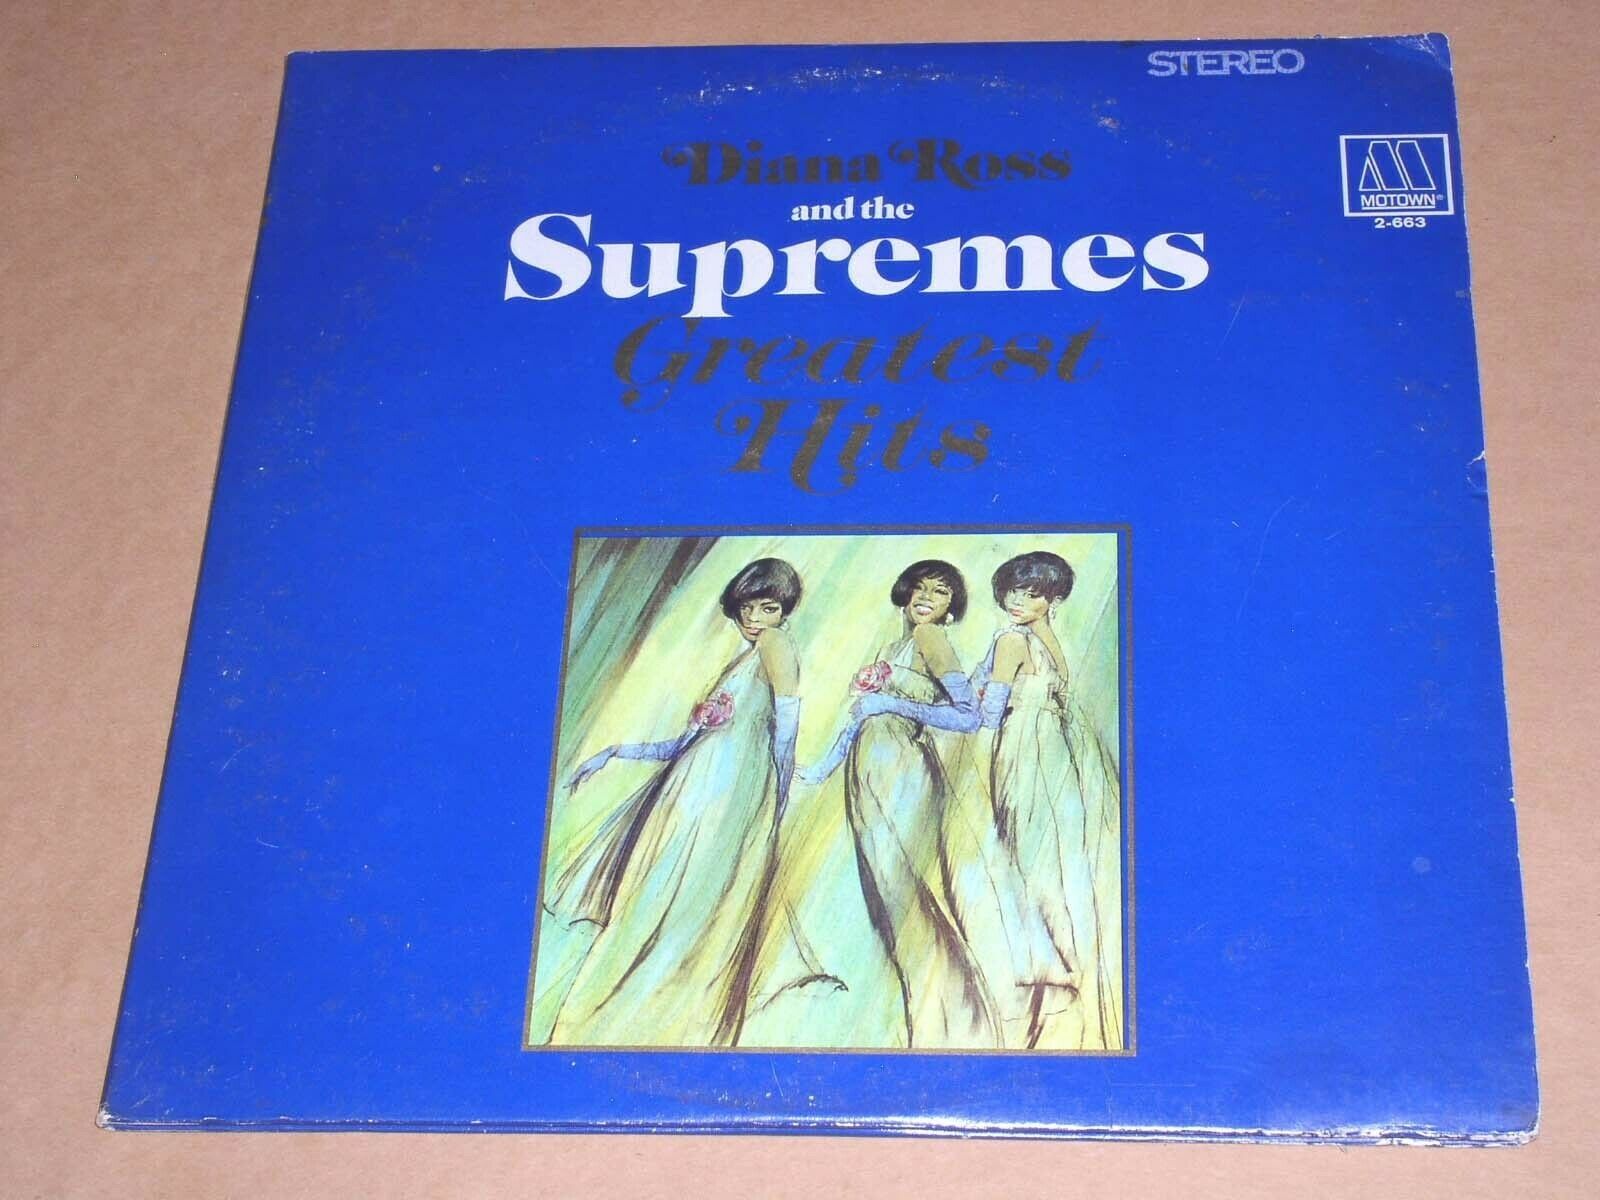 STEREO
Diana Ross
and the
Supremes
Greatest
Hits
MOTOWN®
2-663